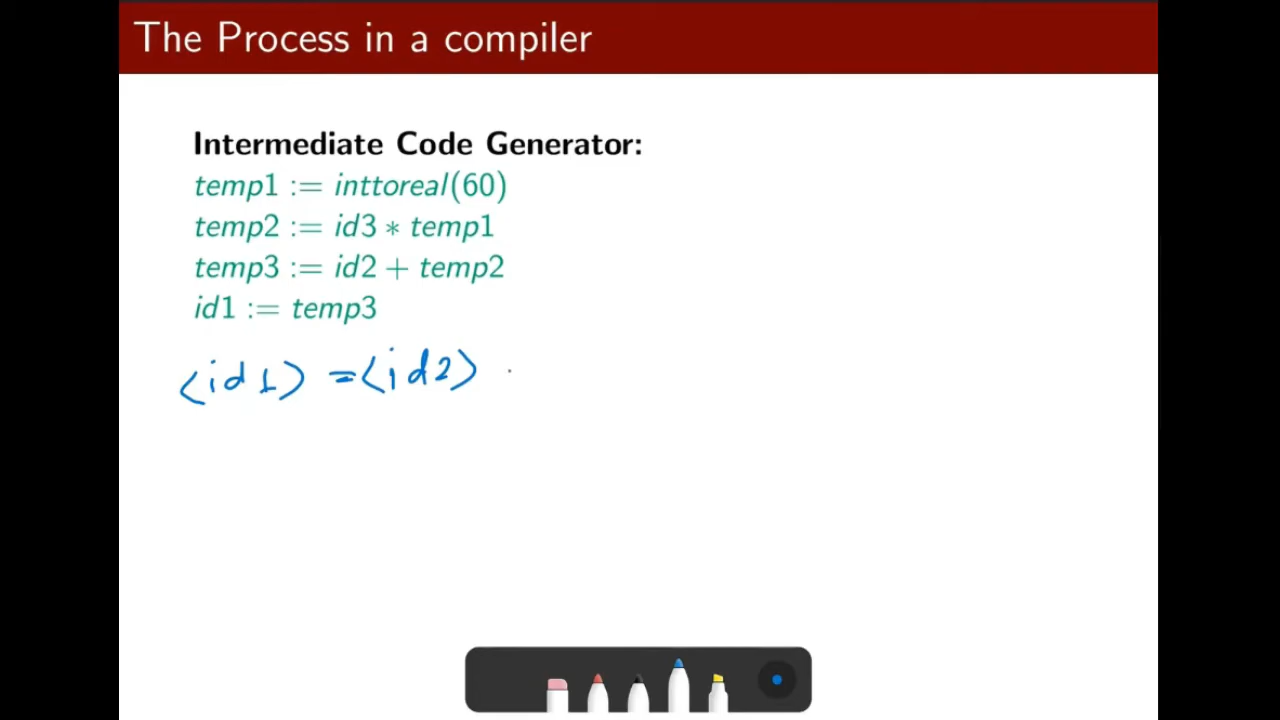 The Process in a compiler
Intermediate Code Generator:
temp1 := inttoreal(60)
temp2 := id3 ∗ temp1
temp3 := id2 + temp2
id1 := temp3
<id1> = <id2>